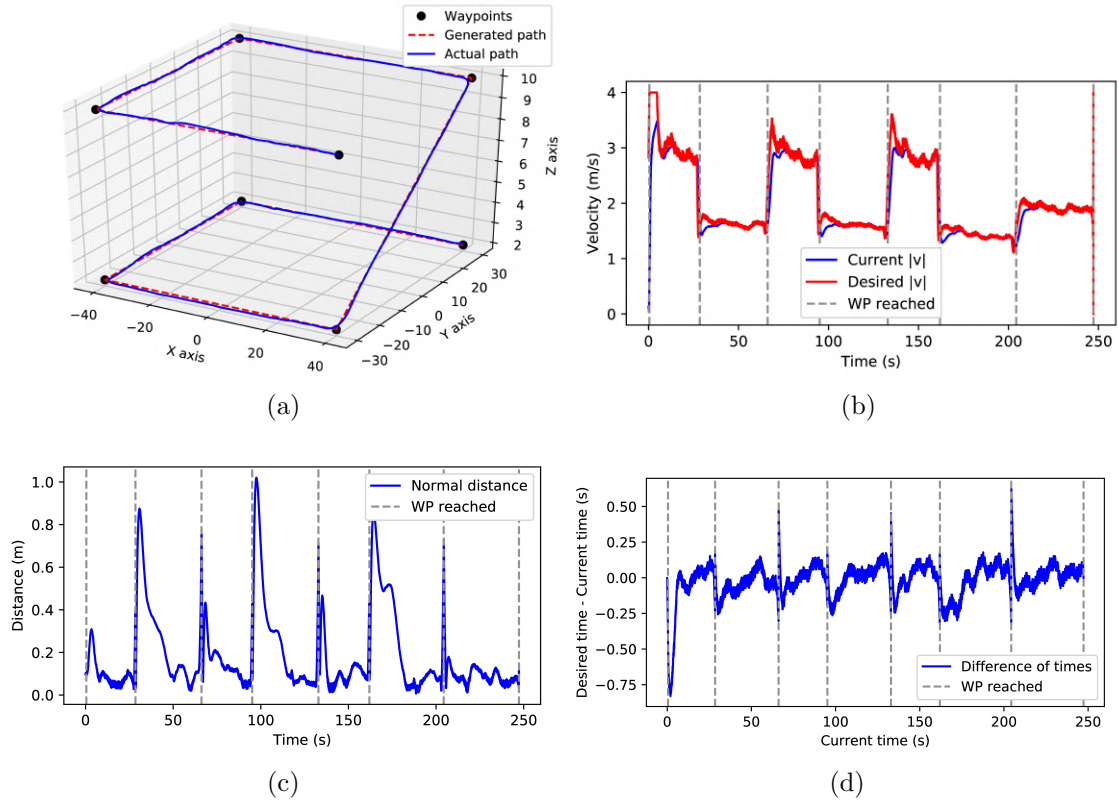 Waypoints
Generated path
Actual path
10
9
8
7
6
5
4
3
2
Z axis
−40
−20
0
20
40
X axis
−30
−20
−10
0
10
20
30
Y axis
(a)
4
3
2
1
0
Velocity (m/s)
Current |v|
Desired |v|
WP reached
0 50 100 150 200 250
Time (s)
(b)
1.0
0.8
0.6
0.4
0.2
0.0
Distance (m)
Normal distance
WP reached
0 50 100 150 200 250
Time (s)
(c)
0.50
0.25
0.00
−0.25
−0.50
−0.75
Desired time - Current time (s)
Difference of times
WP reached
0 50 100 150 200 250
Current time (s)
(d)